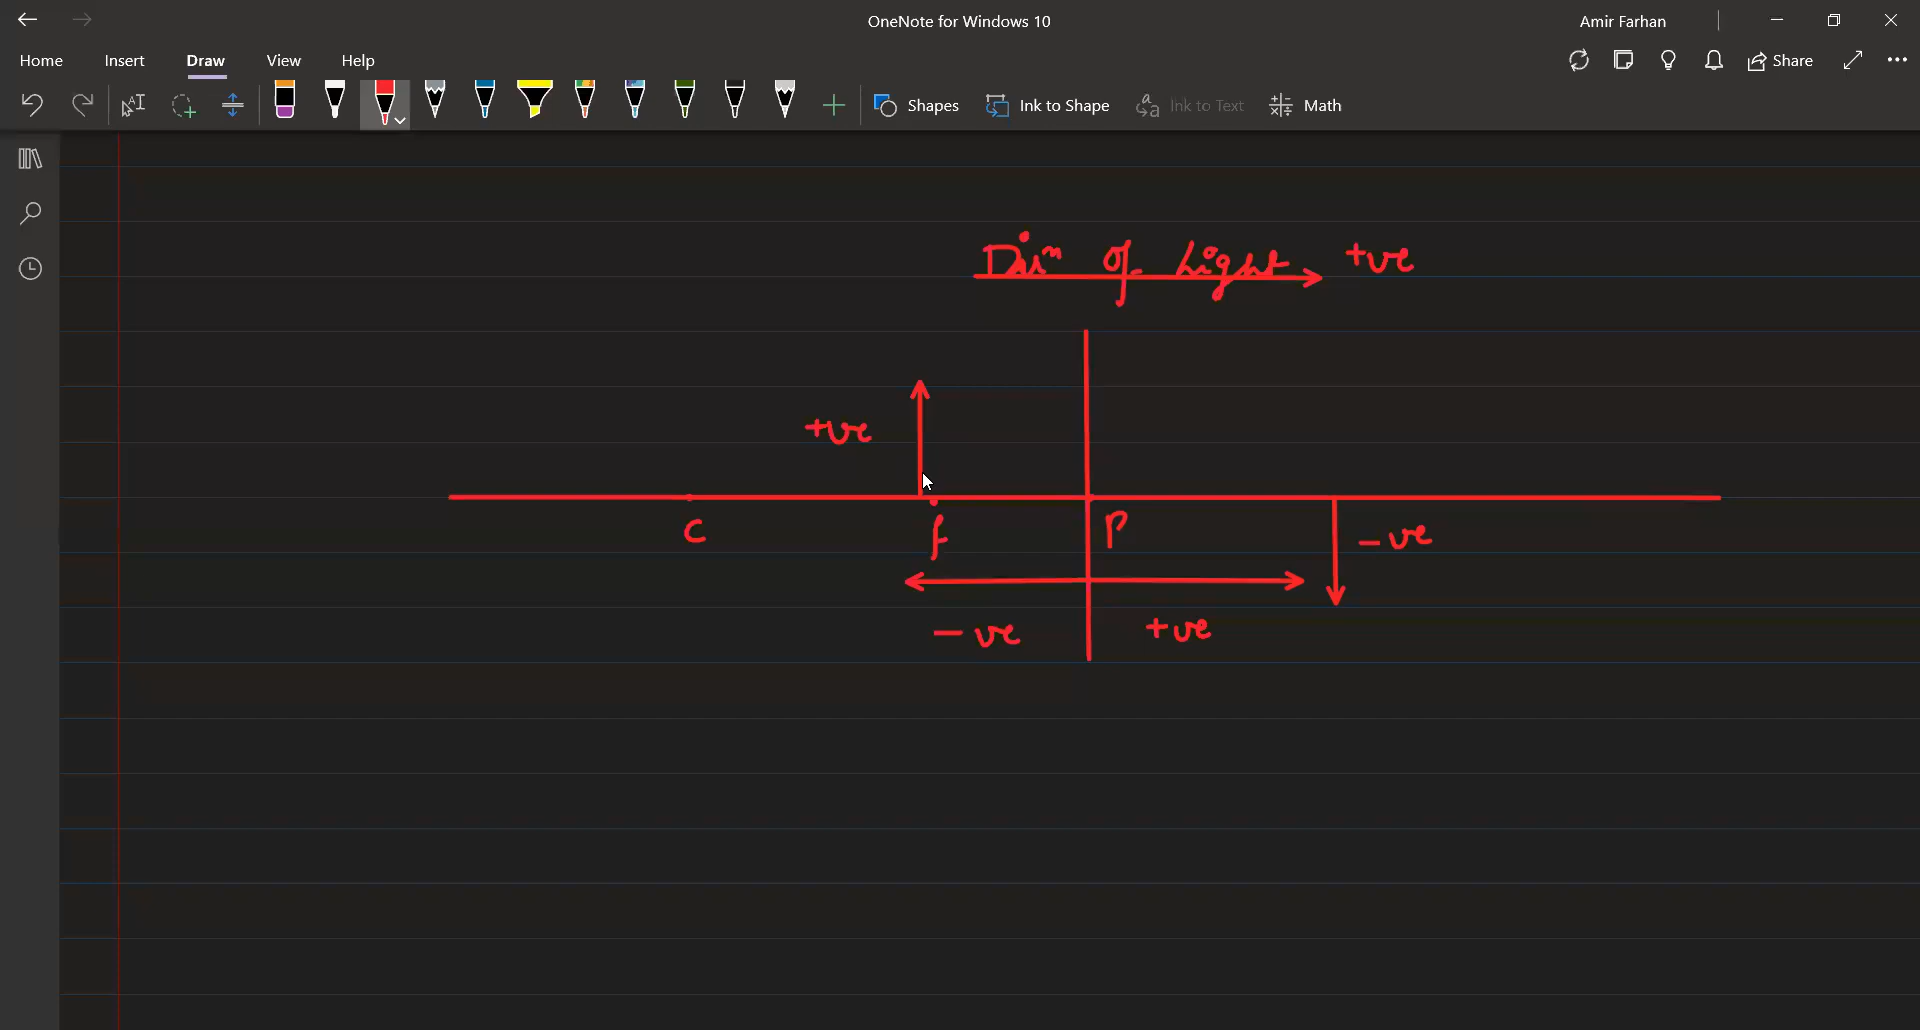 OneNote for Windows 10
Amir Farhan
Home Insert Draw View Help
Share
Shapes Ink to Shape Ink to Text Math
Dirⁿ of Light +ve
+ve
C f P -ve
-ve +ve